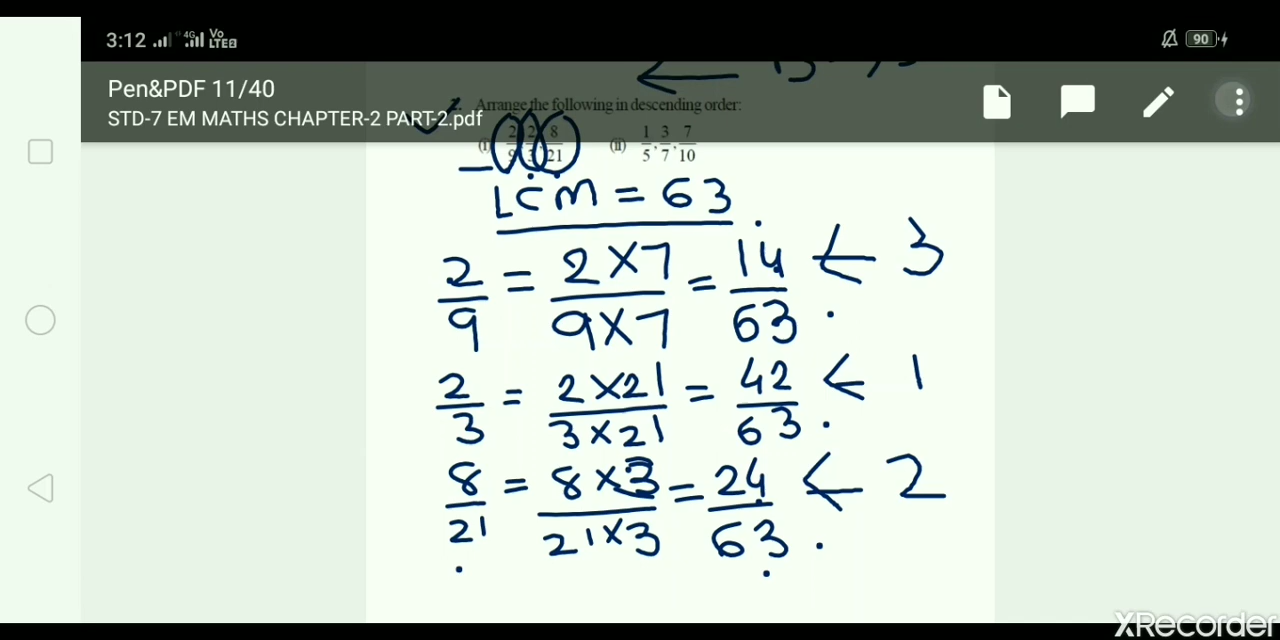 3:12 4G Vo LTE2 90
Pen&PDF 11/40
STD-7 EM MATHS CHAPTER-2 PART-2.pdf
Arrange the following in descending order:
(i) 2/9, 2/3, 8/21 (ii) 1/5, 3/7, 7/10
LCM = 63
2/9 = 2×7/9×7 = 14/63 ← 3
2/3 = 2×21/3×21 = 42/63 ← 1
8/21 = 8×3/21×3 = 24/63 ← 2
XRecorder